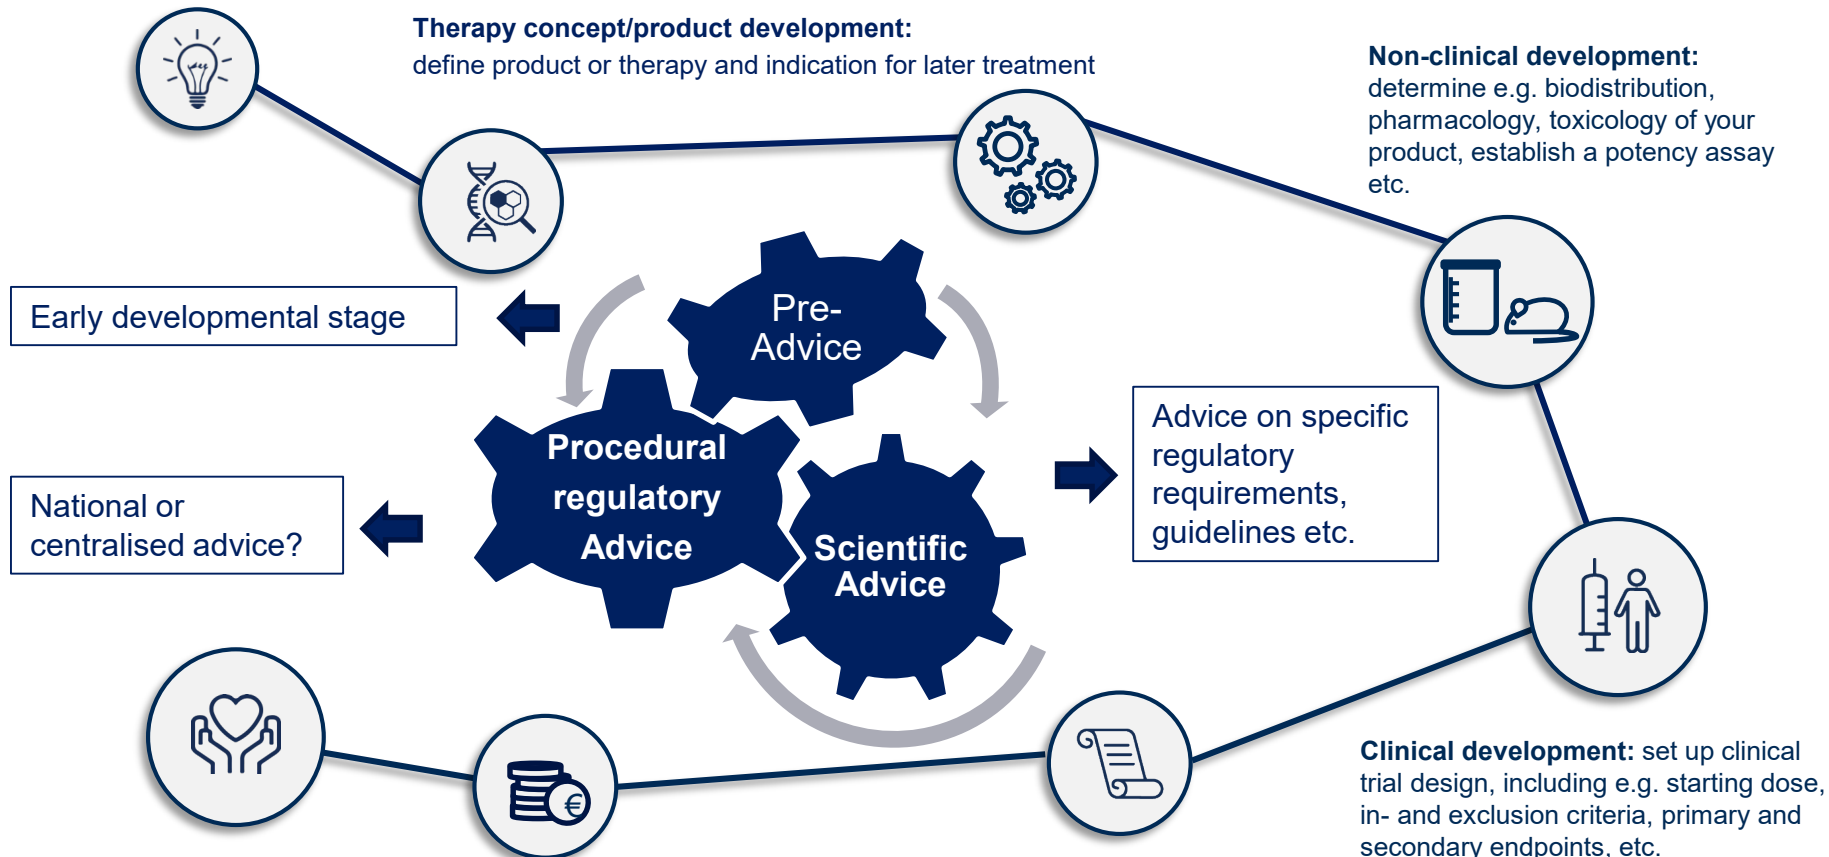 Therapy concept/product development:
define product or therapy and indication for later treatment
Non-clinical development:
determine e.g. biodistribution,
pharmacology, toxicology of your
product, establish a potency assay
etc.
Early developmental stage
Pre-
Advice
Procedural
regulatory
Advice
Scientific
Advice
Advice on specific
regulatory
requirements,
guidelines etc.
National or
centralised advice?
€
Clinical development: set up clinical
trial design, including e.g. starting dose,
in- and exclusion criteria, primary and
secondary endpoints, etc.